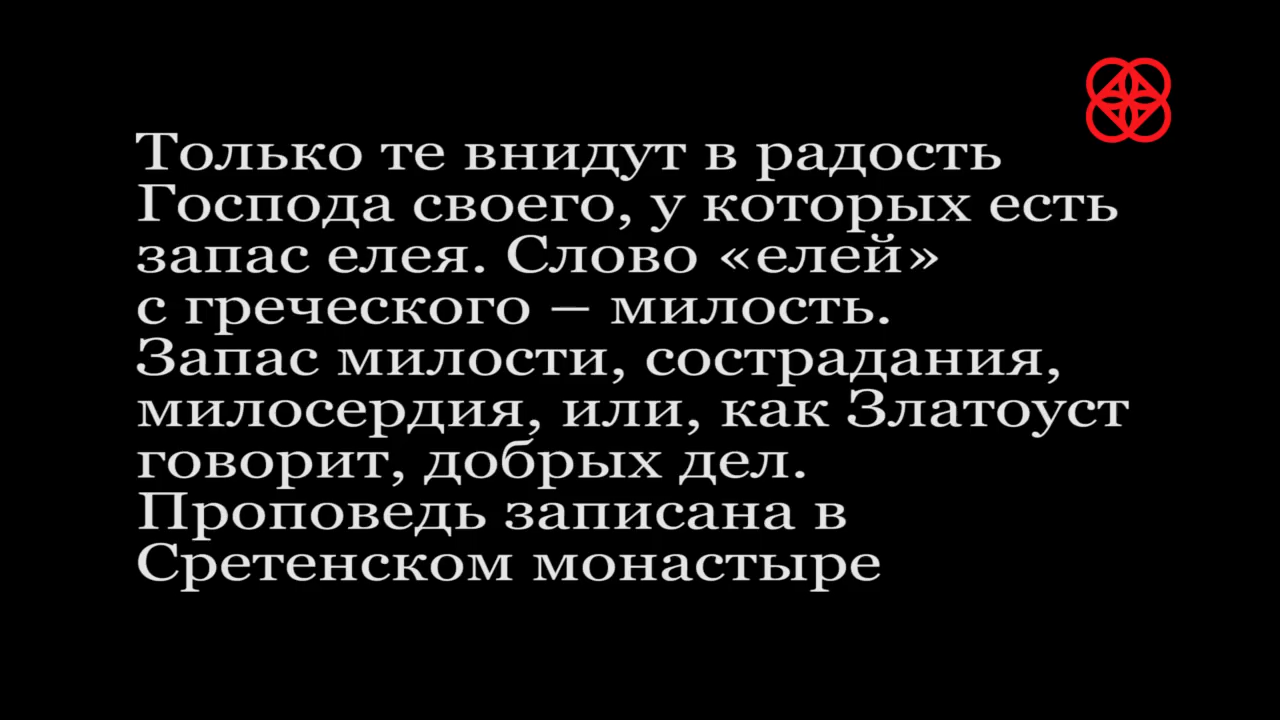 Только те внидут в радость
Господа своего, у которых есть
запас елея. Слово «елей»
с греческого – милость.
Запас милости, сострадания,
милосердия, или, как Златоуст
говорит, добрых дел.
Проповедь записана в
Сретенском монастыре